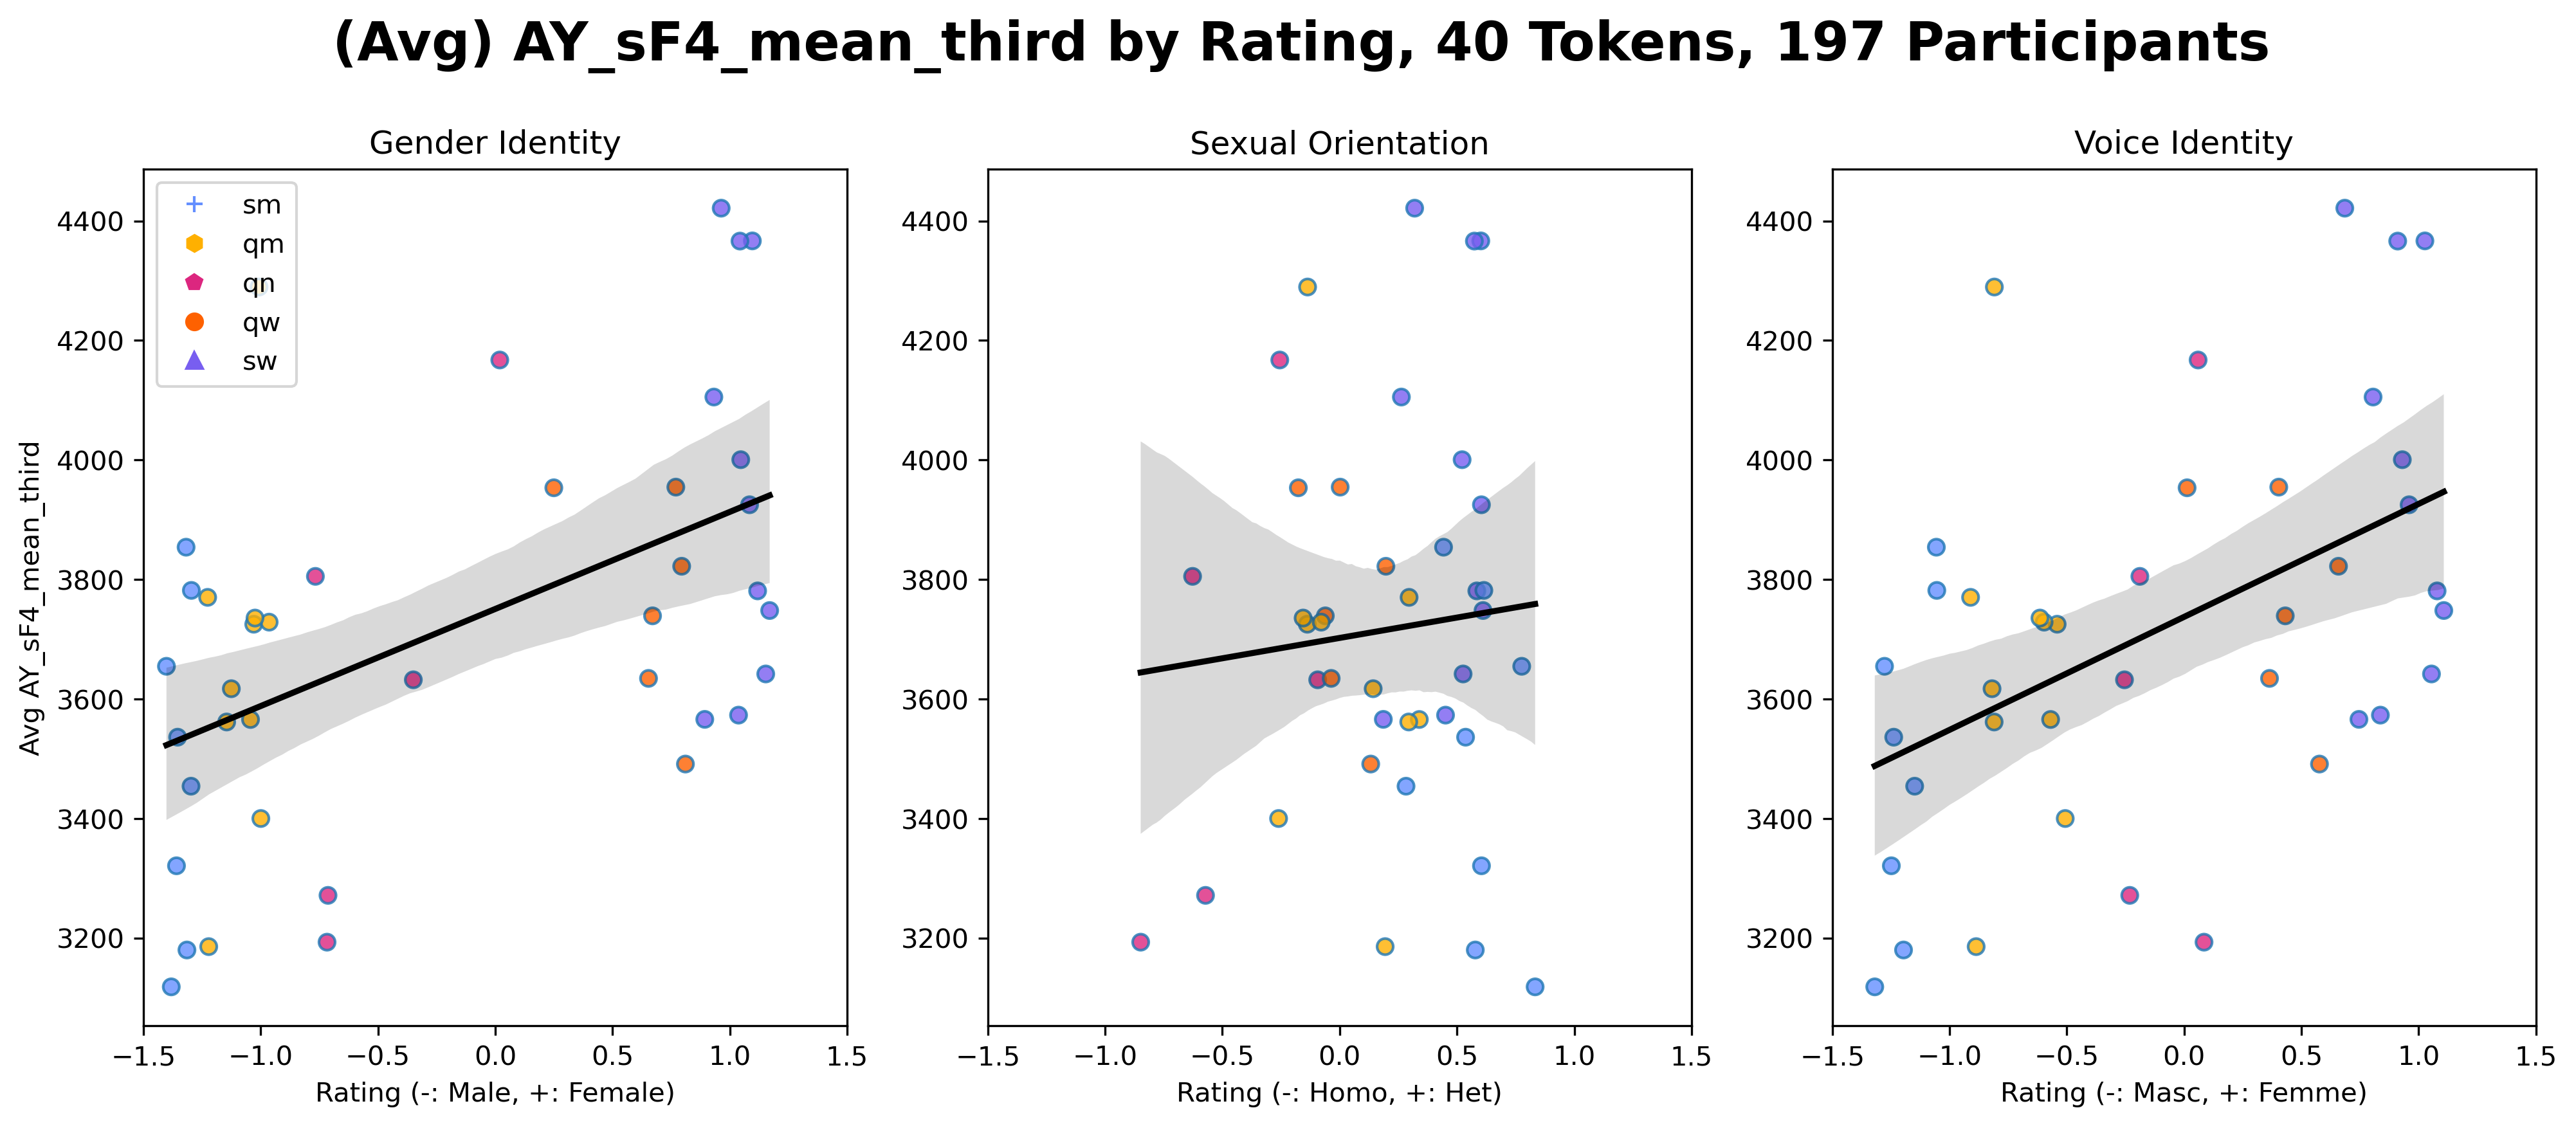 (Avg) AY_sF4_mean_third by Rating, 40 Tokens, 197 Participants
Gender Identity
Sexual Orientation
Voice Identity
sm
qm
qn
qw
sw
Avg AY_sF4_mean_third
4400
4200
4000
3800
3600
3400
3200
−1.5 −1.0 −0.5 0.0 0.5 1.0 1.5
Rating (-: Male, +: Female)
4400
4200
4000
3800
3600
3400
3200
−1.5 −1.0 −0.5 0.0 0.5 1.0 1.5
Rating (-: Homo, +: Het)
4400
4200
4000
3800
3600
3400
3200
−1.5 −1.0 −0.5 0.0 0.5 1.0 1.5
Rating (-: Masc, +: Femme)